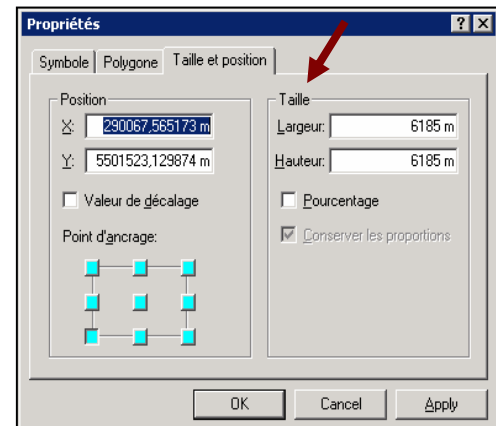 Propriétés
Symbole Polygone Taille et position
Position
X: 290067,565173 m
Y: 5501523,129874 m
Valeur de décalage
Point d'ancrage:
Taille
Largeur: 6185 m
Hauteur: 6185 m
Pourcentage
Conserver les proportions
OK Cancel Apply